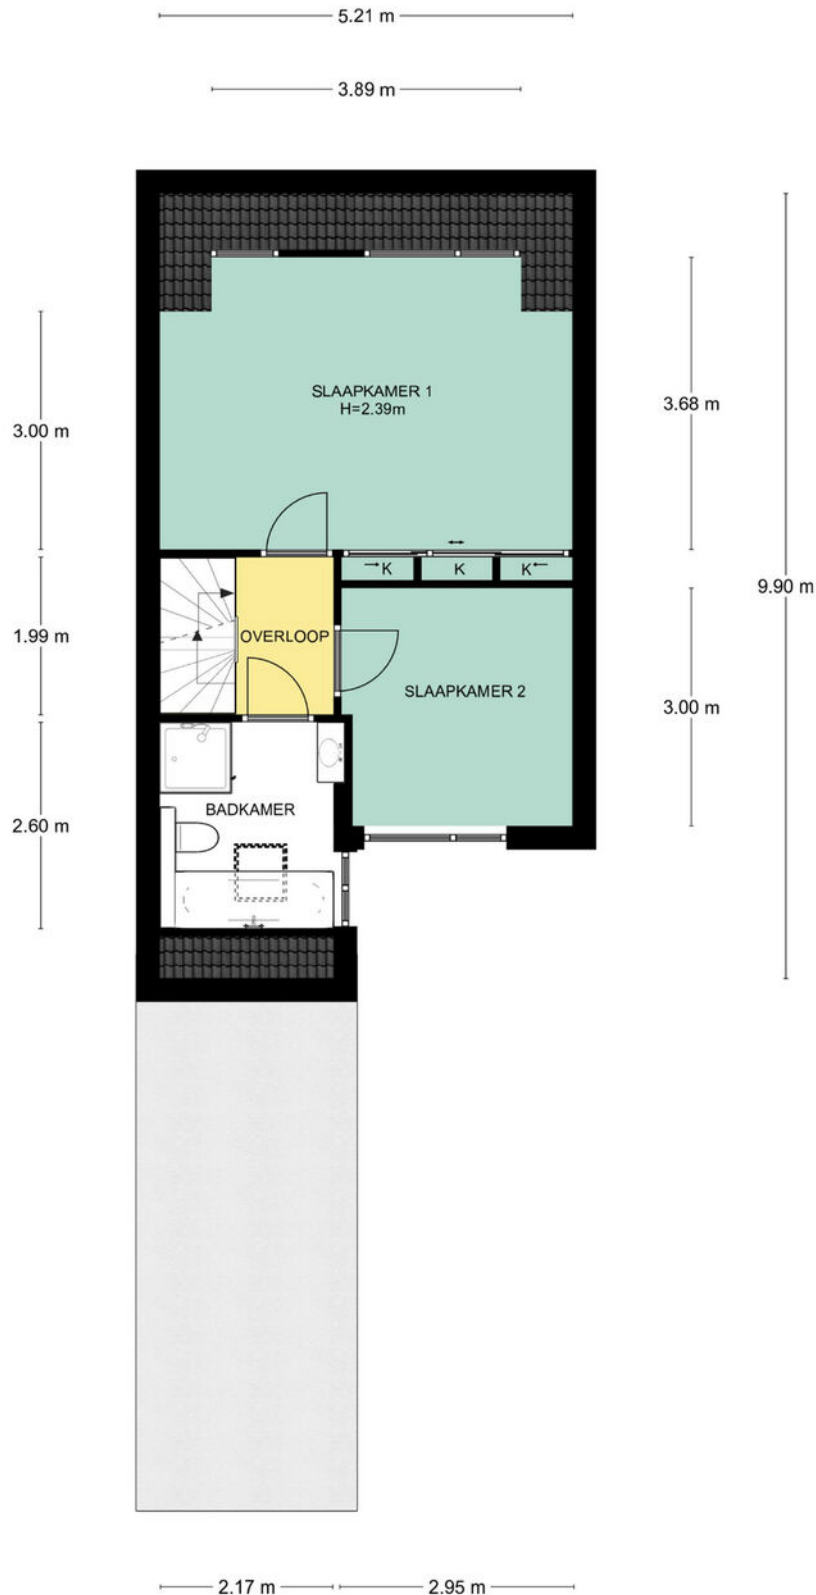 5.21 m
3.89 m
SLAAPKAMER 1
H=2.39m
3.68 m
3.00 m
K
K
K
9.90 m
1.99 m
OVERLOOP
SLAAPKAMER 2
3.00 m
BADKAMER
2.60 m
2.17 m
2.95 m